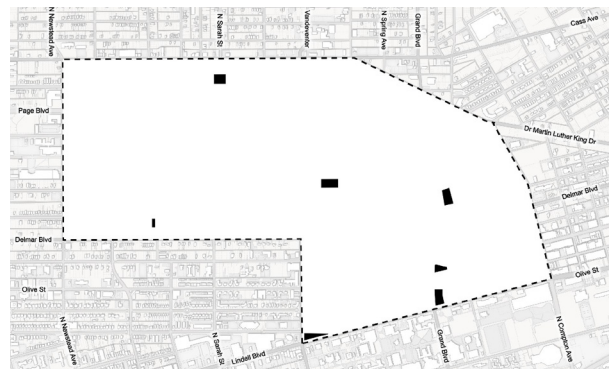 N Newstead Ave
N Sarah St
Vandeventer
N Spring Ave
Grand Blvd
Casa Ave
Page Blvd
Dr Martin Luther King Dr
Delmar Blvd
Delmar Blvd
Olive St
Olive St
N Newstead Ave
N Sarah St
Lindell Blvd
Grand Blvd
N Compton Ave